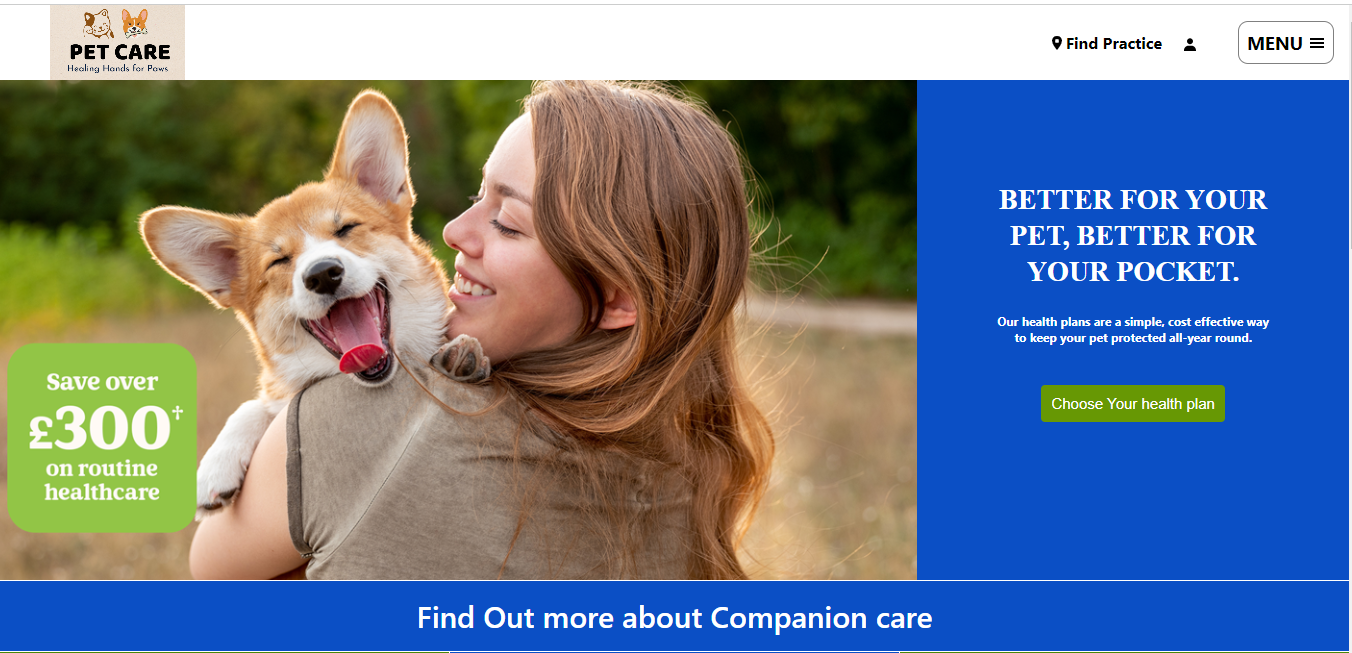 PET CARE
Healing Hands for Paws
Find Practice
MENU
BETTER FOR YOUR
PET, BETTER FOR
YOUR POCKET.
Our health plans are a simple, cost effective way
to keep your pet protected all-year round.
Choose Your health plan
Save over
£300†
on routine
healthcare
Find Out more about Companion care